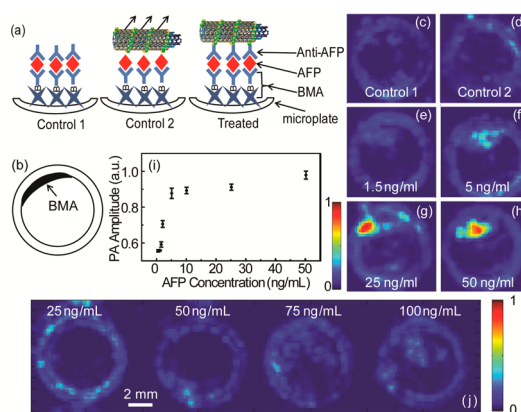 (a)
Anti-AFP
AFP
BMA
microplate
B B B B
B B B B
B B B B
Control 1
Control 2
Treated
(b)
BMA
(i)
PA Amplitude (a.u.)
1.0
0.8
0.6
0 10 20 30 40 50
AFP Concentration (ng/mL)
(c)
Control 1
(d)
Control 2
(e)
1.5 ng/ml
(f)
5 ng/ml
1
0
(g)
25 ng/ml
(h)
50 ng/ml
25 ng/mL
50 ng/mL
75 ng/mL
100 ng/mL
2 mm
(j)
1
0